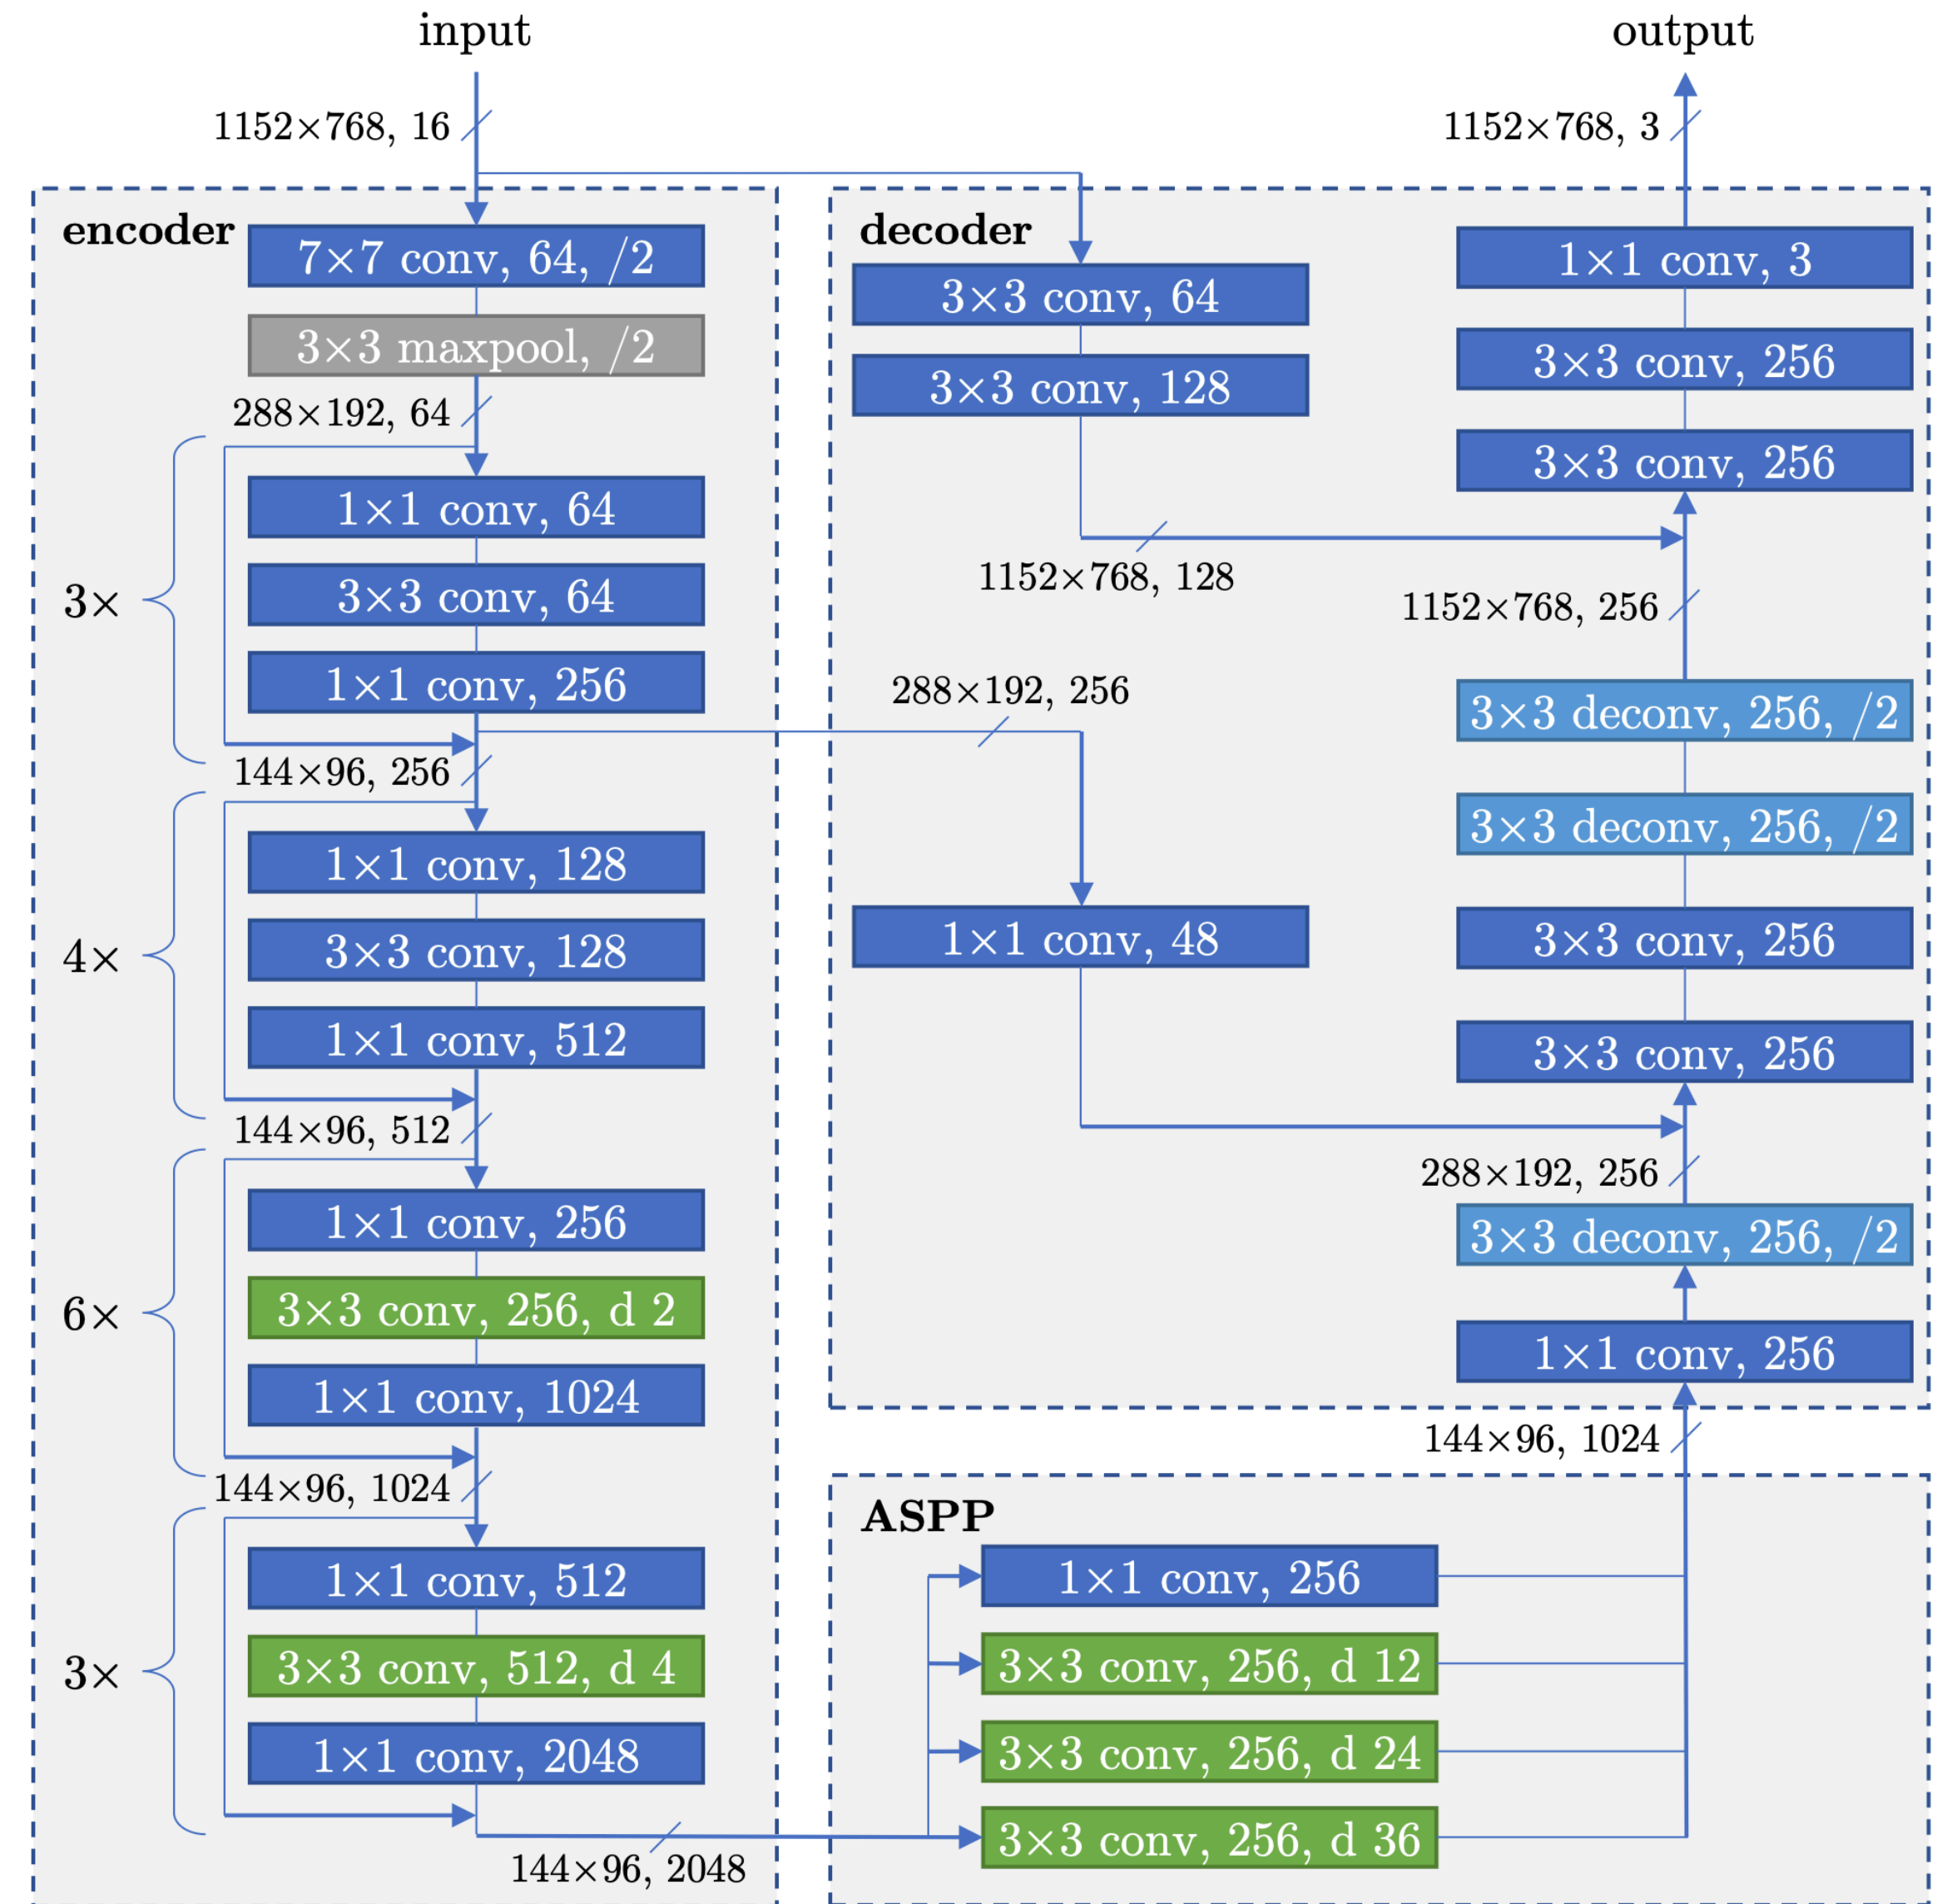 input
1152×768, 16
encoder
7×7 conv, 64, /2
3×3 maxpool, /2
288×192, 64
3×
1×1 conv, 64
3×3 conv, 64
1×1 conv, 256
144×96, 256
4×
1×1 conv, 128
3×3 conv, 128
1×1 conv, 512
144×96, 512
6×
1×1 conv, 256
3×3 conv, 256, d 2
1×1 conv, 1024
144×96, 1024
3×
1×1 conv, 512
3×3 conv, 512, d 4
1×1 conv, 2048
144×96, 2048
output
1152×768, 3
decoder
3×3 conv, 64
3×3 conv, 128
1152×768, 128
288×192, 256
1×1 conv, 48
1×1 conv, 3
3×3 conv, 256
3×3 conv, 256
1152×768, 256
3×3 deconv, 256, /2
3×3 deconv, 256, /2
3×3 conv, 256
3×3 conv, 256
288×192, 256
3×3 deconv, 256, /2
1×1 conv, 256
144×96, 1024
ASPP
1×1 conv, 256
3×3 conv, 256, d 12
3×3 conv, 256, d 24
3×3 conv, 256, d 36